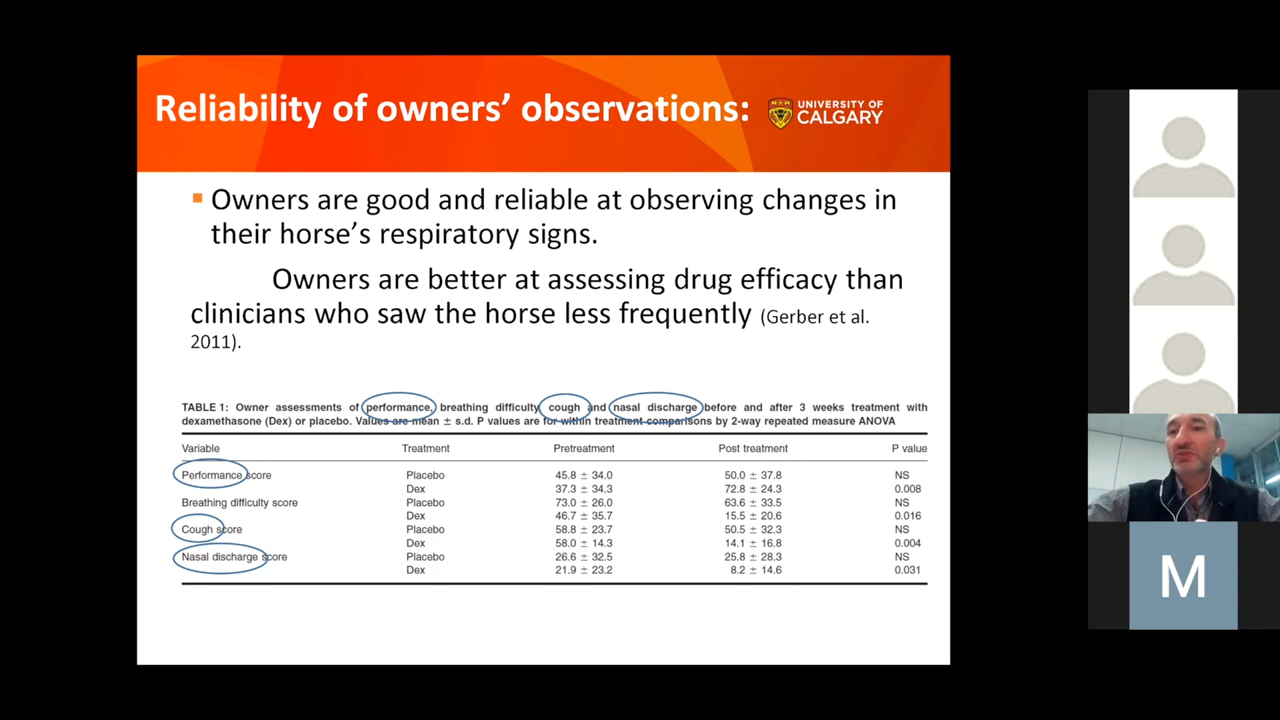 Reliability of owners’ observations:
UNIVERSITY OF
CALGARY
▪ Owners are good and reliable at observing changes in
their horse’s respiratory signs.
Owners are better at assessing drug efficacy than
clinicians who saw the horse less frequently (Gerber et al.
2011).
TABLE 1: Owner assessments of performance, breathing difficulty, cough and nasal discharge before and after 3 weeks treatment with
dexamethasone (Dex) or placebo. Values are mean ± s.d. P values are for within treatment comparisons by 2-way repeated measure ANOVA
Variable Treatment Pretreatment Post treatment P value
Performance score Placebo 45.8 ± 34.0 50.0 ± 37.8 NS
Dex 37.3 ± 34.3 72.8 ± 24.3 0.008
Breathing difficulty score Placebo 73.0 ± 26.0 63.6 ± 33.5 NS
Dex 46.7 ± 35.7 15.5 ± 20.6 0.016
Cough score Placebo 58.8 ± 23.7 50.5 ± 32.3 NS
Dex 58.0 ± 14.3 14.1 ± 16.8 0.004
Nasal discharge score Placebo 26.6 ± 32.5 25.8 ± 28.3 NS
Dex 21.9 ± 23.2 8.2 ± 14.6 0.031
M